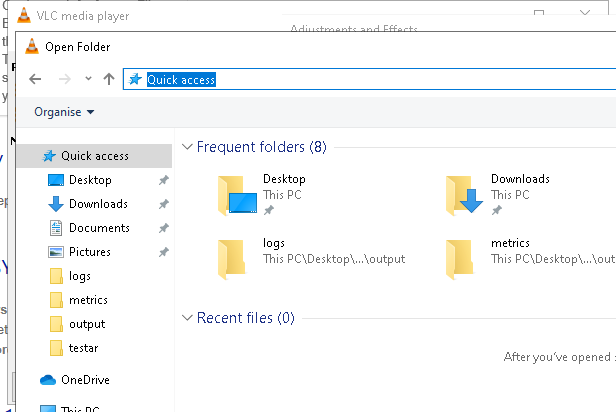 VLC media player
Adjustments and Effects
Open Folder
Quick access
Organise
Quick access
Desktop
Downloads
Documents
Pictures
logs
metrics
output
testar
OneDrive
This PC
Frequent folders (8)
Desktop
This PC
Downloads
This PC
logs
This PC\Desktop\...\output
metrics
This PC\Desktop\...\ou
Recent files (0)
After you've opened